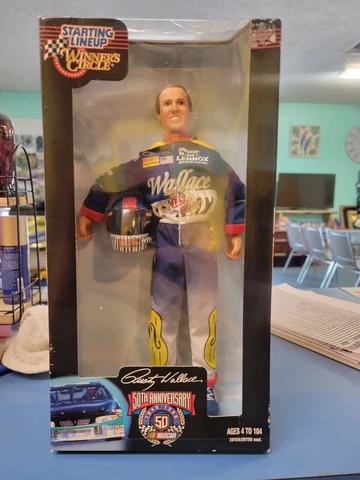 STARTING
LINEUP
WINNER'S
CIRCLE
LENNOX
Wallace
Rusty Wallace
50TH ANNIVERSARY
50
NASCAR
AGES 4 TO 104